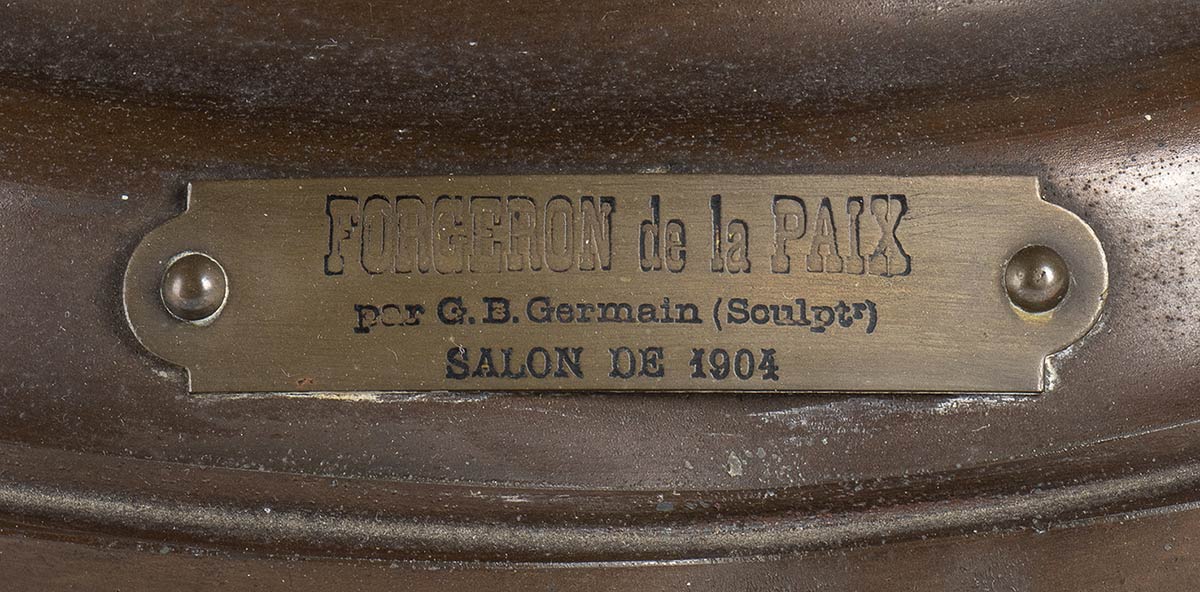 FORGERON de la PAIX
par G. B. Germain (Sculptʳ)
SALON DE 1904